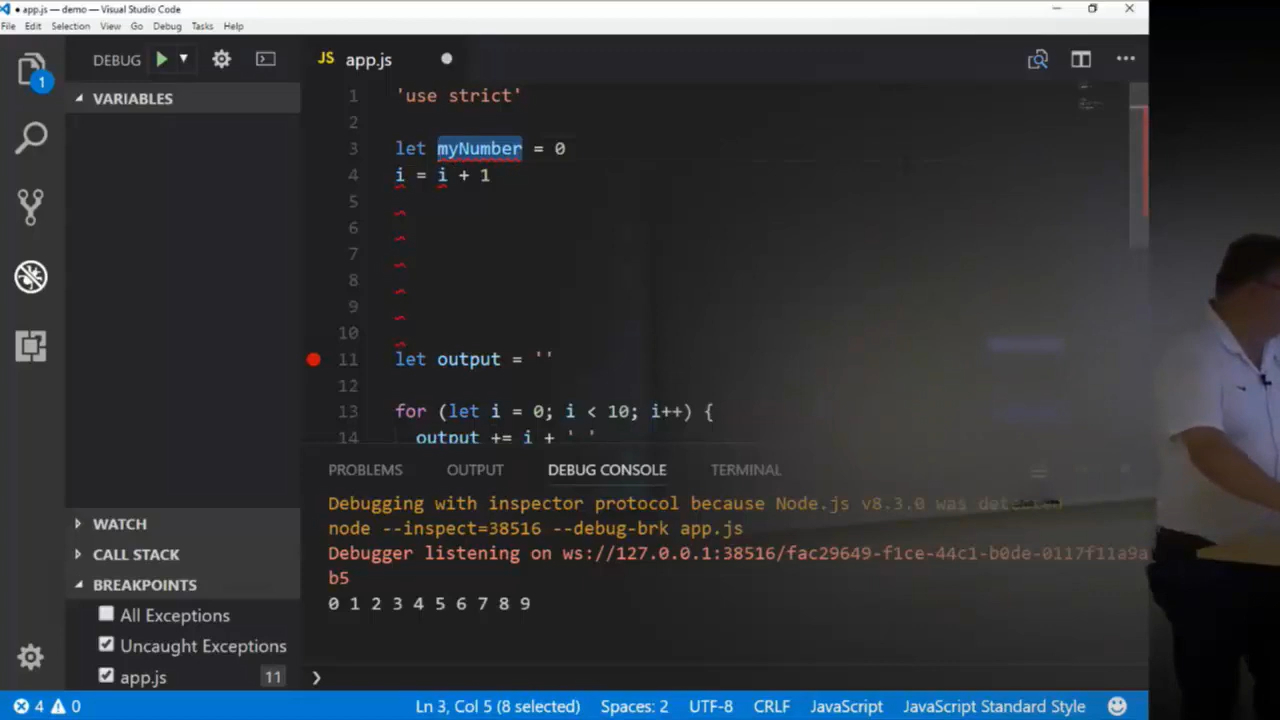 • app.js — demo — Visual Studio Code
File Edit Selection View Go Debug Tasks Help
DEBUG
JS app.js
1
VARIABLES
1 'use strict'
2
3 let myNumber = 0
4 i = i + 1
5
6
7
8
9
10
11 let output = ''
12
13 for (let i = 0; i < 10; i++) {
14 output += i + ' '
PROBLEMS OUTPUT DEBUG CONSOLE TERMINAL
Debugging with inspector protocol because Node.js v8.3.0 was
node --inspect=38516 --debug-brk app.js
Debugger listening on ws://127.0.0.1:38516/fac29649-f1ce-44c1-b0de-0117f11a9a
b5
0 1 2 3 4 5 6 7 8 9
WATCH
CALL STACK
BREAKPOINTS
All Exceptions
Uncaught Exceptions
app.js 11
4 0 Ln 3, Col 5 (8 selected) Spaces: 2 UTF-8 CRLF JavaScript JavaScript Standard Style